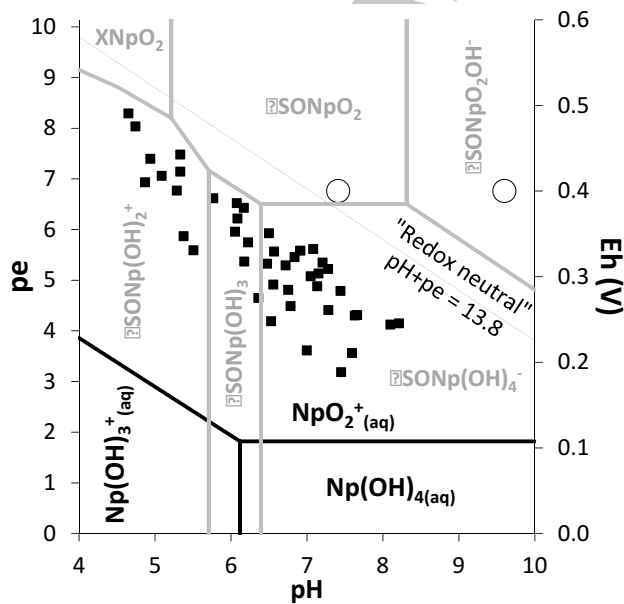 10
9
8
7
6
5
4
3
2
1
0
pe
4
5
6
7
8
9
10
pH
0.6
0.5
0.4
0.3
0.2
0.1
0.0
Eh (V)
XNpO₂
⍰SONpO₂
⍰SONpO₂OH⁻
⍰SONp(OH)₂⁺
⍰SONp(OH)₃
⍰SONp(OH)₄⁻
"Redox neutral"
pH+pe = 13.8
NpO₂⁺(aq)
Np(OH)₃⁺(aq)
Np(OH)₄(aq)